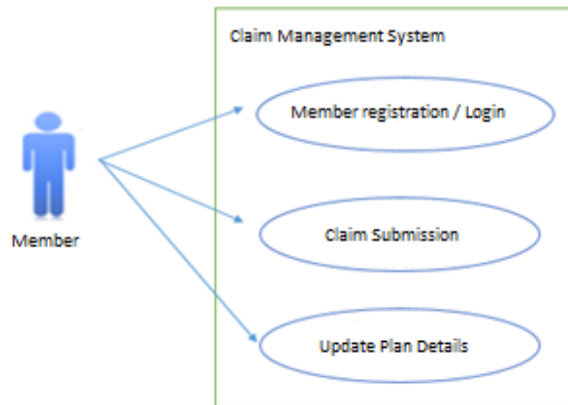 Claim Management System
Member registration / Login
Member
Claim Submission
Update Plan Details